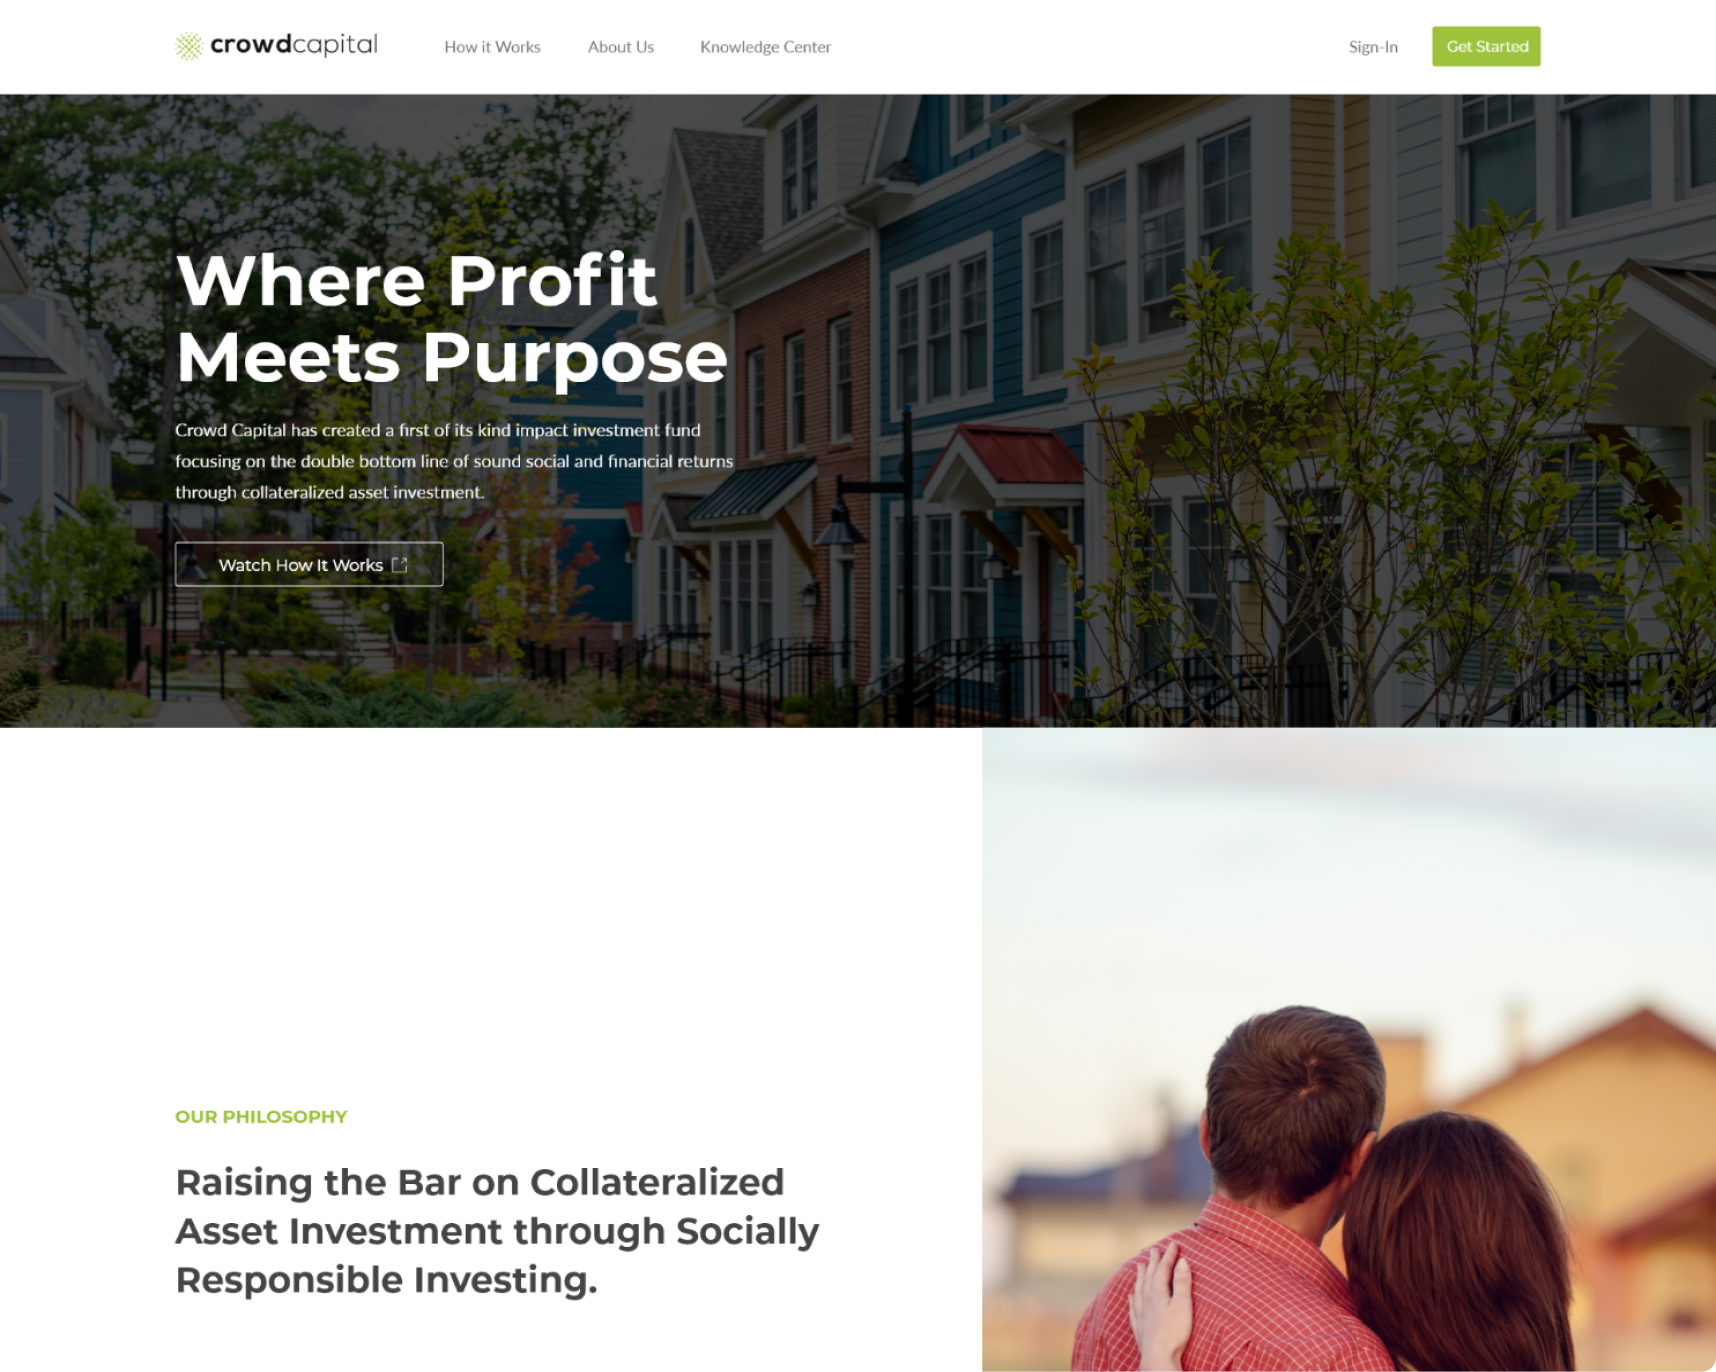 crowdcapital
How it Works
About Us
Knowledge Center
Sign-In
Get Started
Where Profit
Meets Purpose
Crowd Capital has created a first of its kind impact investment fund
focusing on the double bottom line of sound social and financial returns
through collateralized asset investment.
Watch How It Works
OUR PHILOSOPHY
Raising the Bar on Collateralized
Asset Investment through Socially
Responsible Investing.